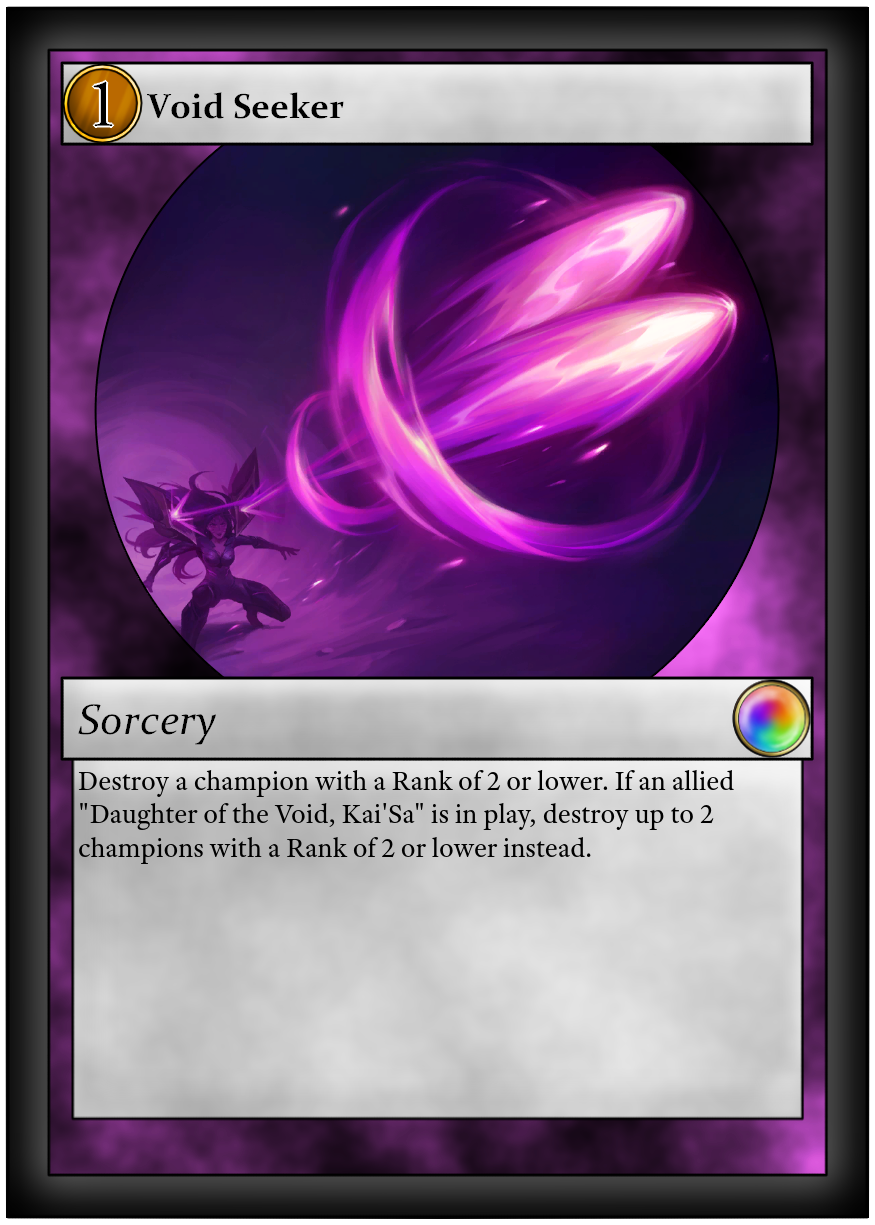 1 Void Seeker
Sorcery
Destroy a champion with a Rank of 2 or lower. If an allied
"Daughter of the Void, Kai'Sa" is in play, destroy up to 2
champions with a Rank of 2 or lower instead.